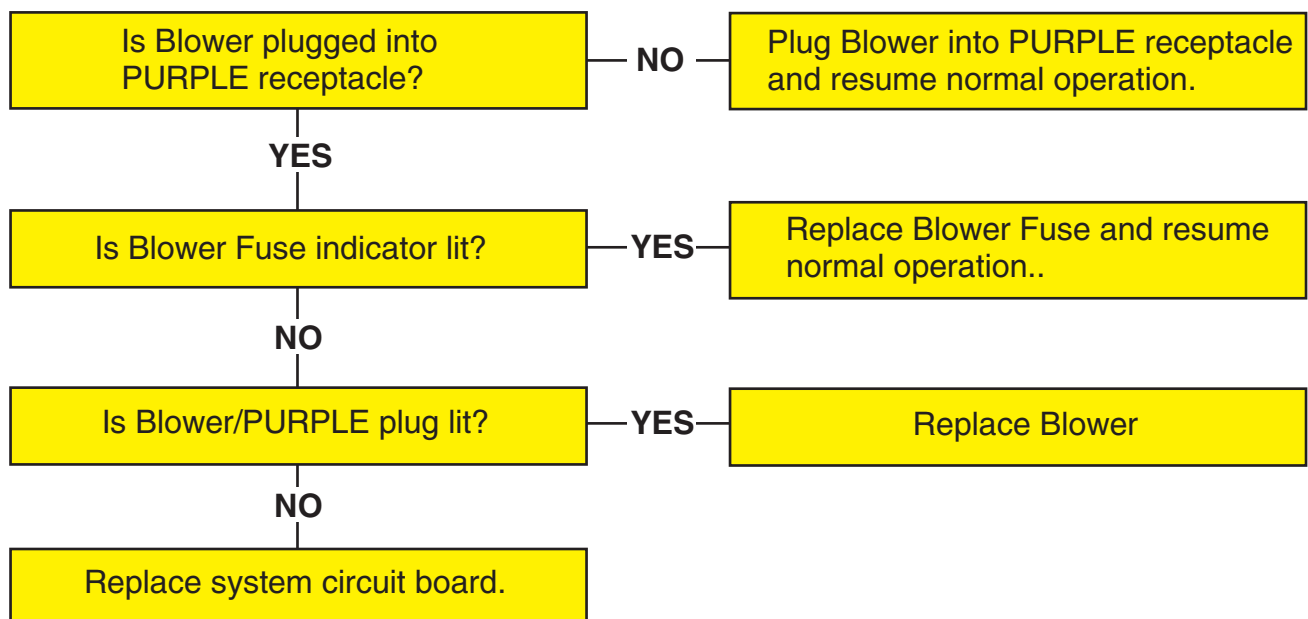 Is Blower plugged into
PURPLE receptacle?
NO
Plug Blower into PURPLE receptacle
and resume normal operation.
YES
Is Blower Fuse indicator lit?
YES
Replace Blower Fuse and resume
normal operation..
NO
Is Blower/PURPLE plug lit?
YES
Replace Blower
NO
Replace system circuit board.